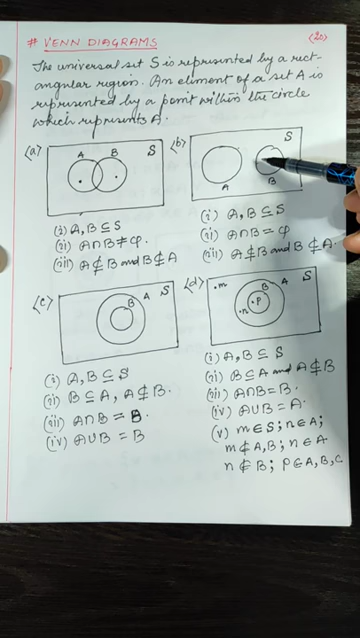 # VENN DIAGRAMS <20>
The universal set S is represented by a rect-
angular region. An element of a set A is
represented by a point within the circle
which represents A.
<a> A B S
(i) A, B ⊆ S
(ii) A∩B ≠ φ.
(iii) A ⊄ B and B ⊄ A
<b> S
A B
(i) A, B ⊆ S
(ii) A∩B = φ
(iii) A ⊄ B and B ⊄ A.
<c> B A S
(i) A, B ⊆ S
(ii) B ⊆ A, A ⊄ B.
(iii) A∩B = B.
(iv) A∪B = B
<d> .m B A S
.n .p
(i) A, B ⊆ S
(ii) B ⊆ A and A ⊄ B
(iii) A∩B = B.
(iv) A∪B = A.
(v) m ∈ S; n ∈ A;
m ∉ A, B; n ∈ A
n ∉ B; p ∈ A, B, C